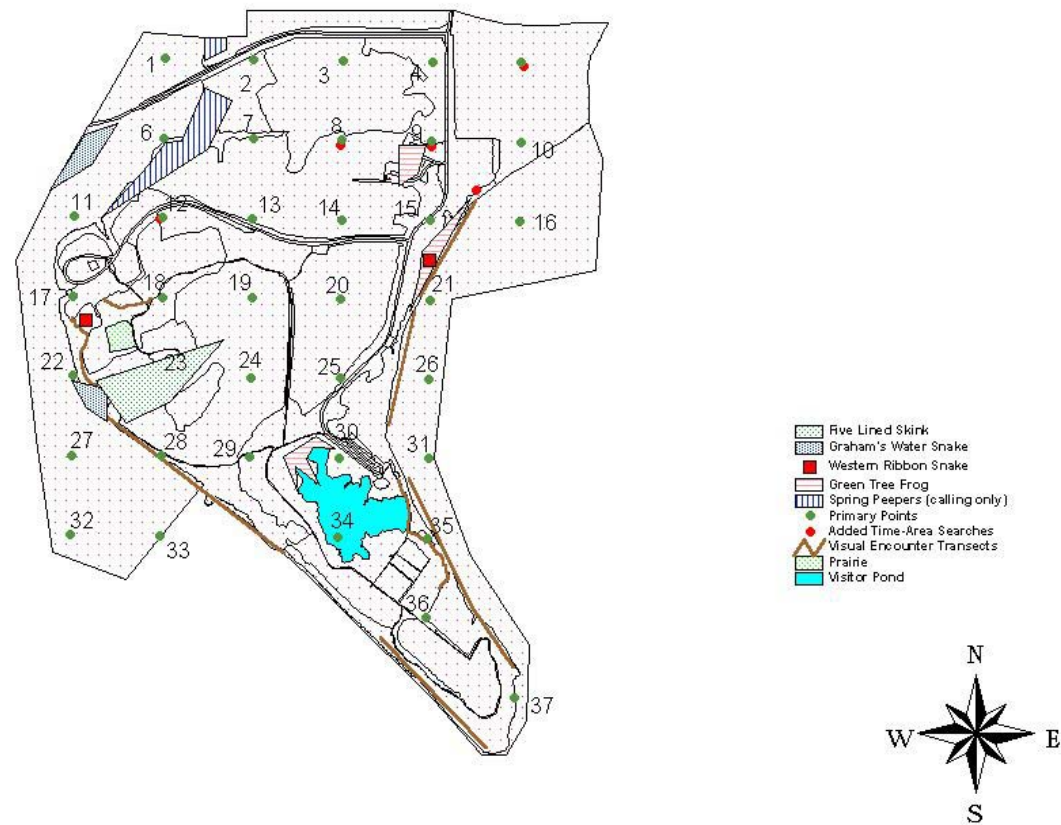 1
2
3
4
6
7
8
9
10
11
12
13
14
15
16
17
18
19
20
21
22
23
24
25
26
27
28
29
30
31
32
33
34
35
36
37
Five Lined Skink
Graham's Water Snake
Western Ribbon Snake
Green Tree Frog
Spring Peepers (calling only)
Primary Points
Added Time-Area Searches
Visual Encounter Transects
Prairie
Visitor Pond
N
W E
S